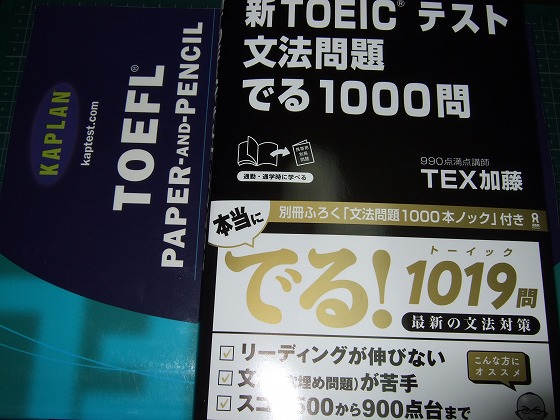 KAPLAN
kaptest.com
TOEFL®
PAPER-AND-PENCIL
新TOEIC®テスト
文法問題
でる1000問
通勤・通学時に学べる
990点満点講師
TEX加藤
別冊ふろく「文法問題1000本ノック」付き
本当に
でる!
トーイック
1019問
最新の文法対策
リーディングが伸びない
こんな方に
オススメ
埋め問題)が苦手
500から900点台まで